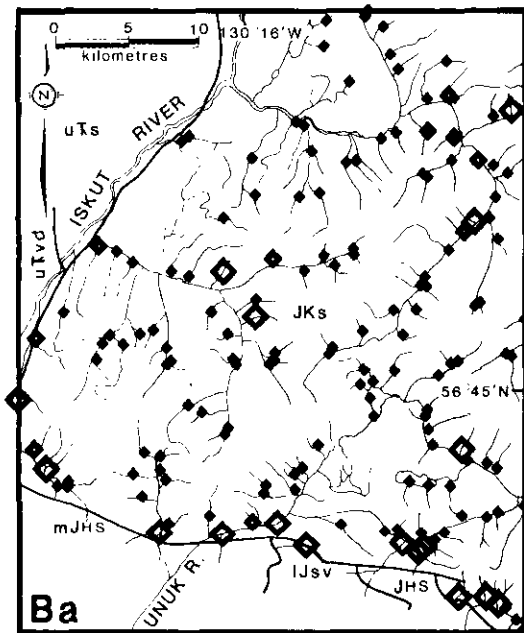 0 5 10 130°16'W
kilometres
N
uTs
ISKUT RIVER
uTvd
JKs
56°45'N
mJHS
lJsv
JHS
UNUK R.
Ba